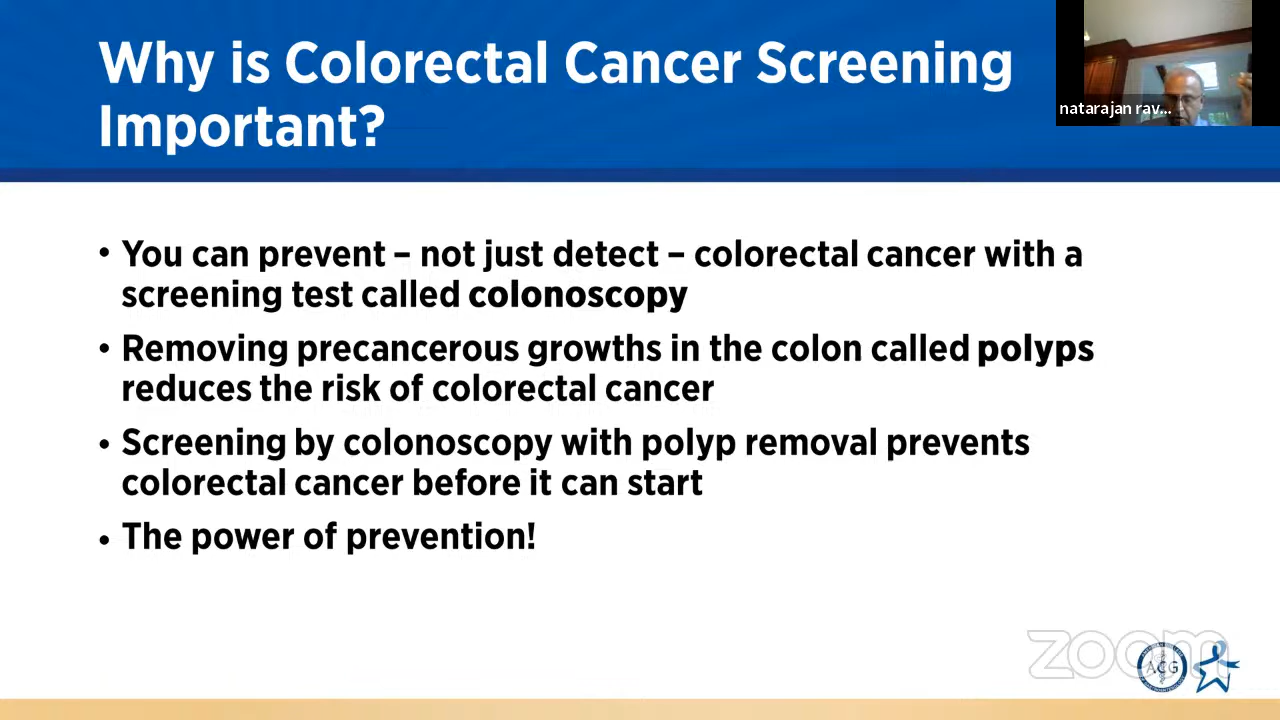 Why is Colorectal Cancer Screening
Important?
natarajan rav...
• You can prevent – not just detect – colorectal cancer with a
screening test called colonoscopy
• Removing precancerous growths in the colon called polyps
reduces the risk of colorectal cancer
• Screening by colonoscopy with polyp removal prevents
colorectal cancer before it can start
• The power of prevention!
zoom
ACG